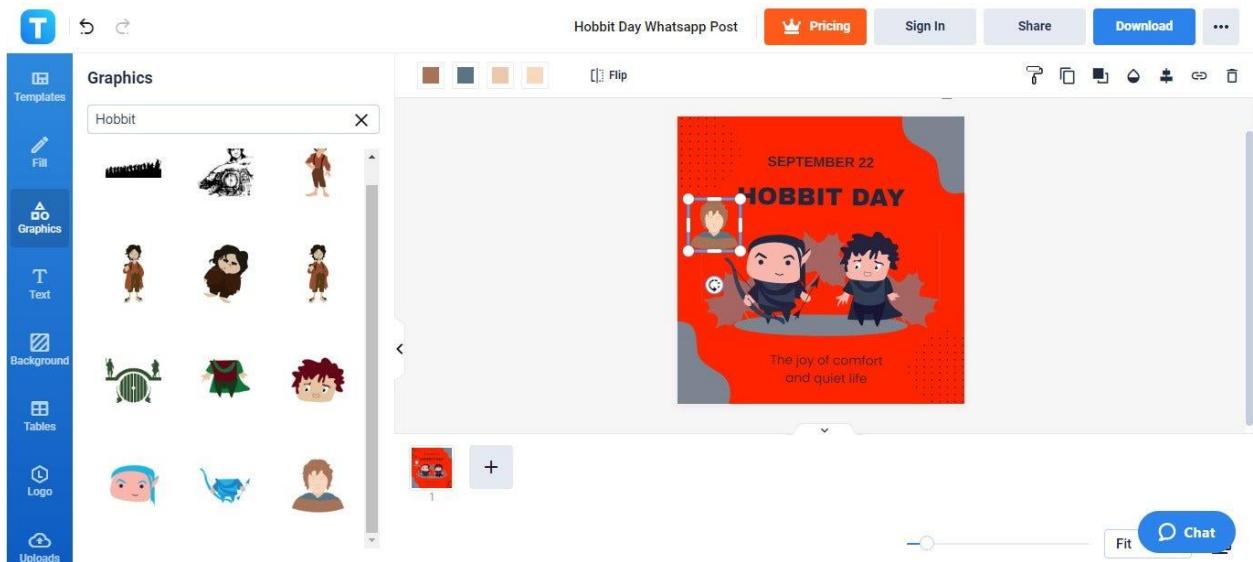 T
Hobbit Day Whatsapp Post
Pricing
Sign In
Share
Download
Templates
Fill
Graphics
T
Text
Background
Tables
L
Logo
Uploads
Graphics
Hobbit
Flip
SEPTEMBER 22
HOBBIT DAY
The joy of comfort
and quiet life
1
Fit
Chat